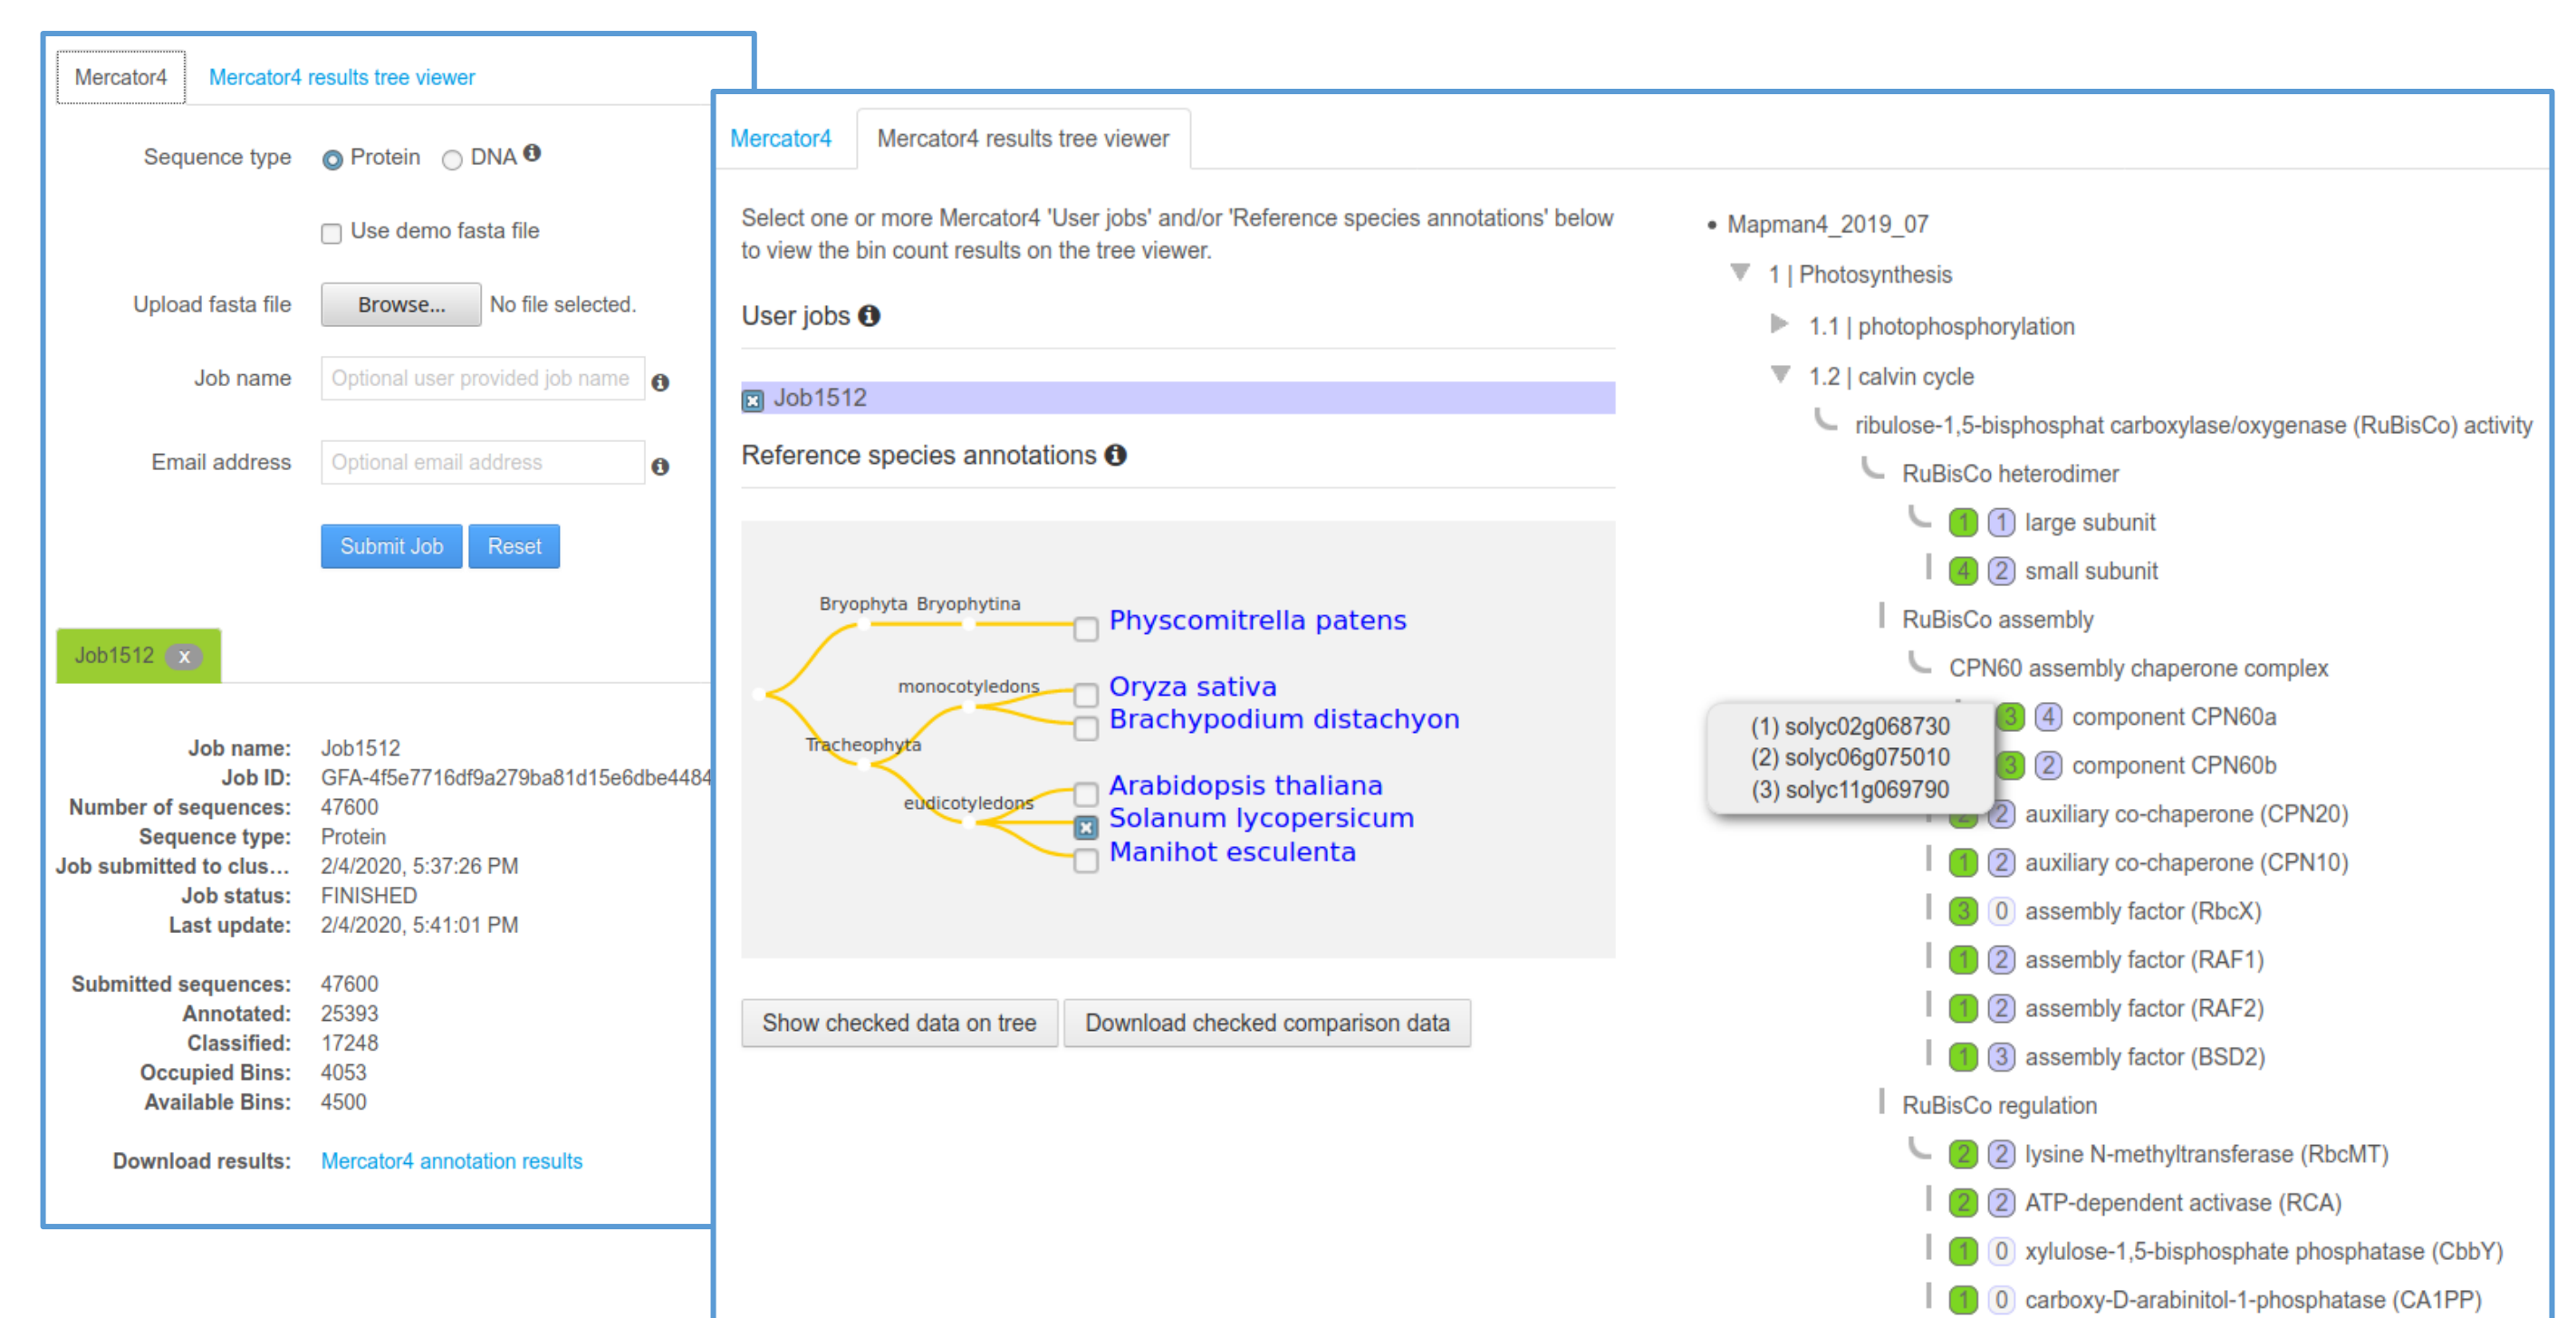 Mercator4 Mercator4 results tree viewer
Sequence type Protein DNA
Use demo fasta file
Upload fasta file Browse... No file selected.
Job name Optional user provided job name
Email address Optional email address
Submit Job Reset
Job1512 x
Job name: Job1512
Job ID: GFA-4f5e7716df9a279ba81d15e6dbe4484
Number of sequences: 47600
Sequence type: Protein
Job submitted to clus... 2/4/2020, 5:37:26 PM
Job status: FINISHED
Last update: 2/4/2020, 5:41:01 PM
Submitted sequences: 47600
Annotated: 25393
Classified: 17248
Occupied Bins: 4053
Available Bins: 4500
Download results: Mercator4 annotation results
Mercator4 Mercator4 results tree viewer
Select one or more Mercator4 'User jobs' and/or 'Reference species annotations' below
to view the bin count results on the tree viewer.
User jobs
Job1512
Reference species annotations
Bryophyta Bryophytina Physcomitrella patens
monocotyledons Oryza sativa
Brachypodium distachyon
Tracheophyta
Arabidopsis thaliana
eudicotyledons Solanum lycopersicum
Manihot esculenta
Show checked data on tree Download checked comparison data
• Mapman4_2019_07
1 | Photosynthesis
1.1 | photophosphorylation
1.2 | calvin cycle
ribulose-1,5-bisphosphat carboxylase/oxygenase (RuBisCo) activity
RuBisCo heterodimer
1 1 large subunit
4 2 small subunit
RuBisCo assembly
CPN60 assembly chaperone complex
3 4 component CPN60a
3 2 component CPN60b
(1) solyc02g068730
(2) solyc06g075010
(3) solyc11g069790
2 2 auxiliary co-chaperone (CPN20)
1 2 auxiliary co-chaperone (CPN10)
3 0 assembly factor (RbcX)
1 2 assembly factor (RAF1)
1 2 assembly factor (RAF2)
1 3 assembly factor (BSD2)
RuBisCo regulation
2 2 lysine N-methyltransferase (RbcMT)
2 2 ATP-dependent activase (RCA)
1 0 xylulose-1,5-bisphosphate phosphatase (CbbY)
1 0 carboxy-D-arabinitol-1-phosphatase (CA1PP)